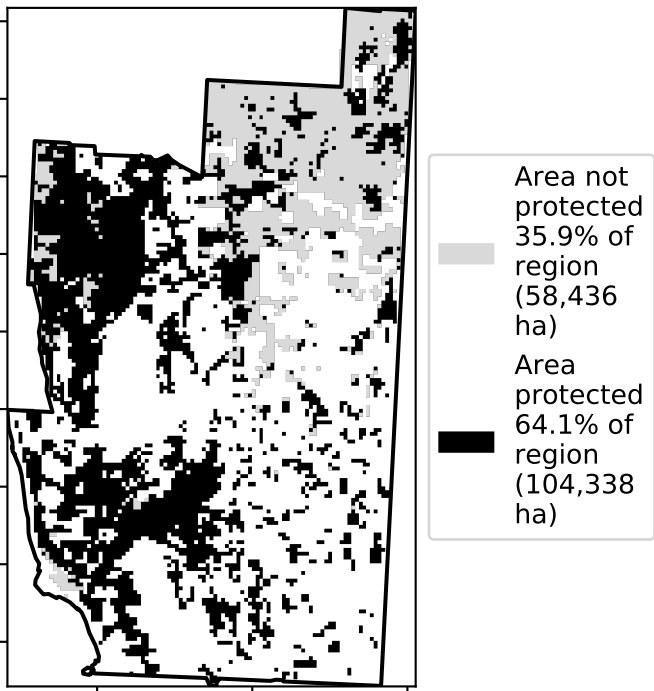 Area not
protected
35.9% of
region
(58,436
ha)
Area
protected
64.1% of
region
(104,338
ha)